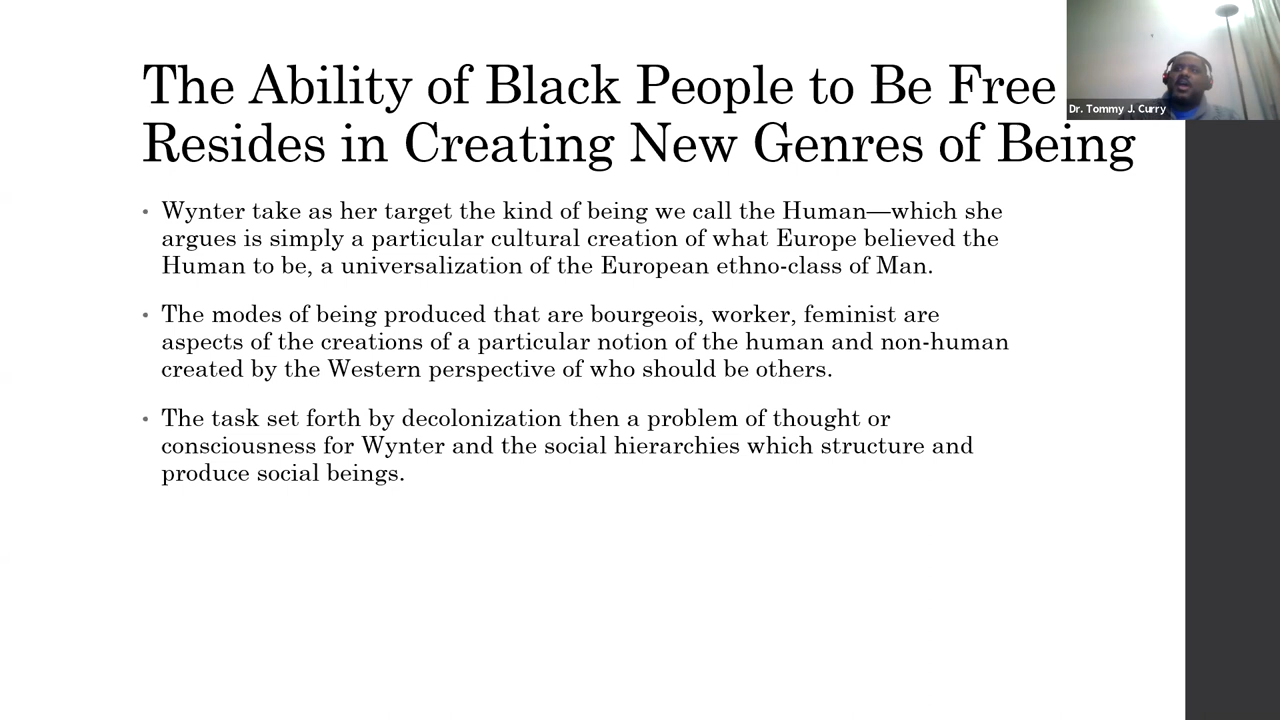 The Ability of Black People to Be Free
Resides in Creating New Genres of Being
Dr. Tommy J. Curry
• Wynter take as her target the kind of being we call the Human—which she
argues is simply a particular cultural creation of what Europe believed the
Human to be, a universalization of the European ethno-class of Man.
• The modes of being produced that are bourgeois, worker, feminist are
aspects of the creations of a particular notion of the human and non-human
created by the Western perspective of who should be others.
• The task set forth by decolonization then a problem of thought or
consciousness for Wynter and the social hierarchies which structure and
produce social beings.